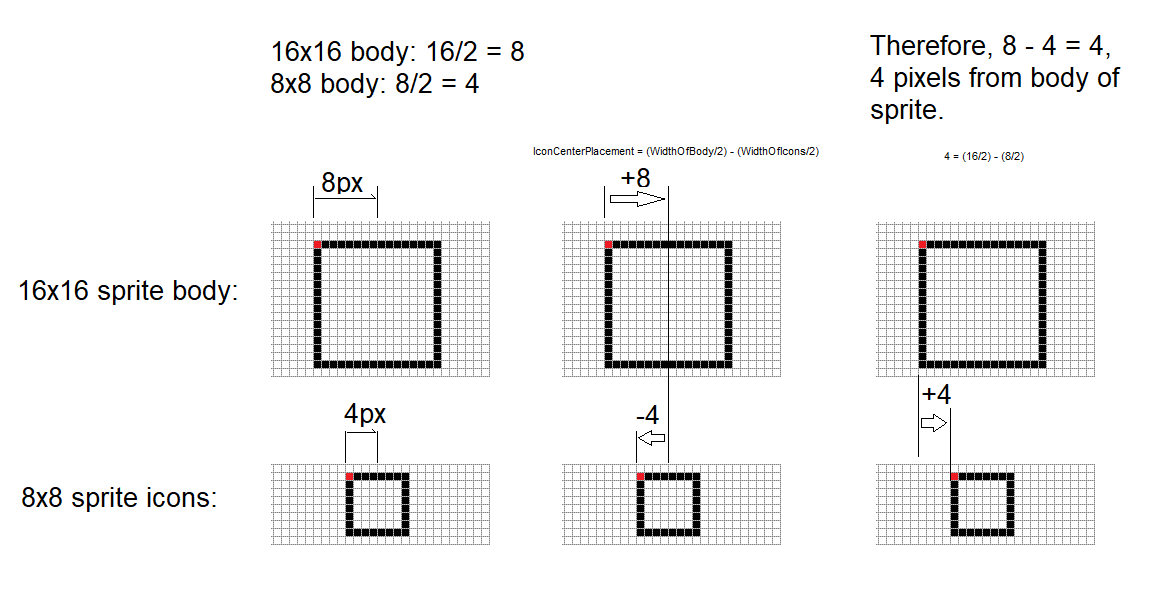 16x16 body: 16/2 = 8
8x8 body: 8/2 = 4
Therefore, 8 - 4 = 4,
4 pixels from body of
sprite.
IconCenterPlacement = (WidthOfBody/2) - (WidthOfIcons/2)
4 = (16/2) - (8/2)
8px
+8
16x16 sprite body:
4px
-4
+4
8x8 sprite icons: